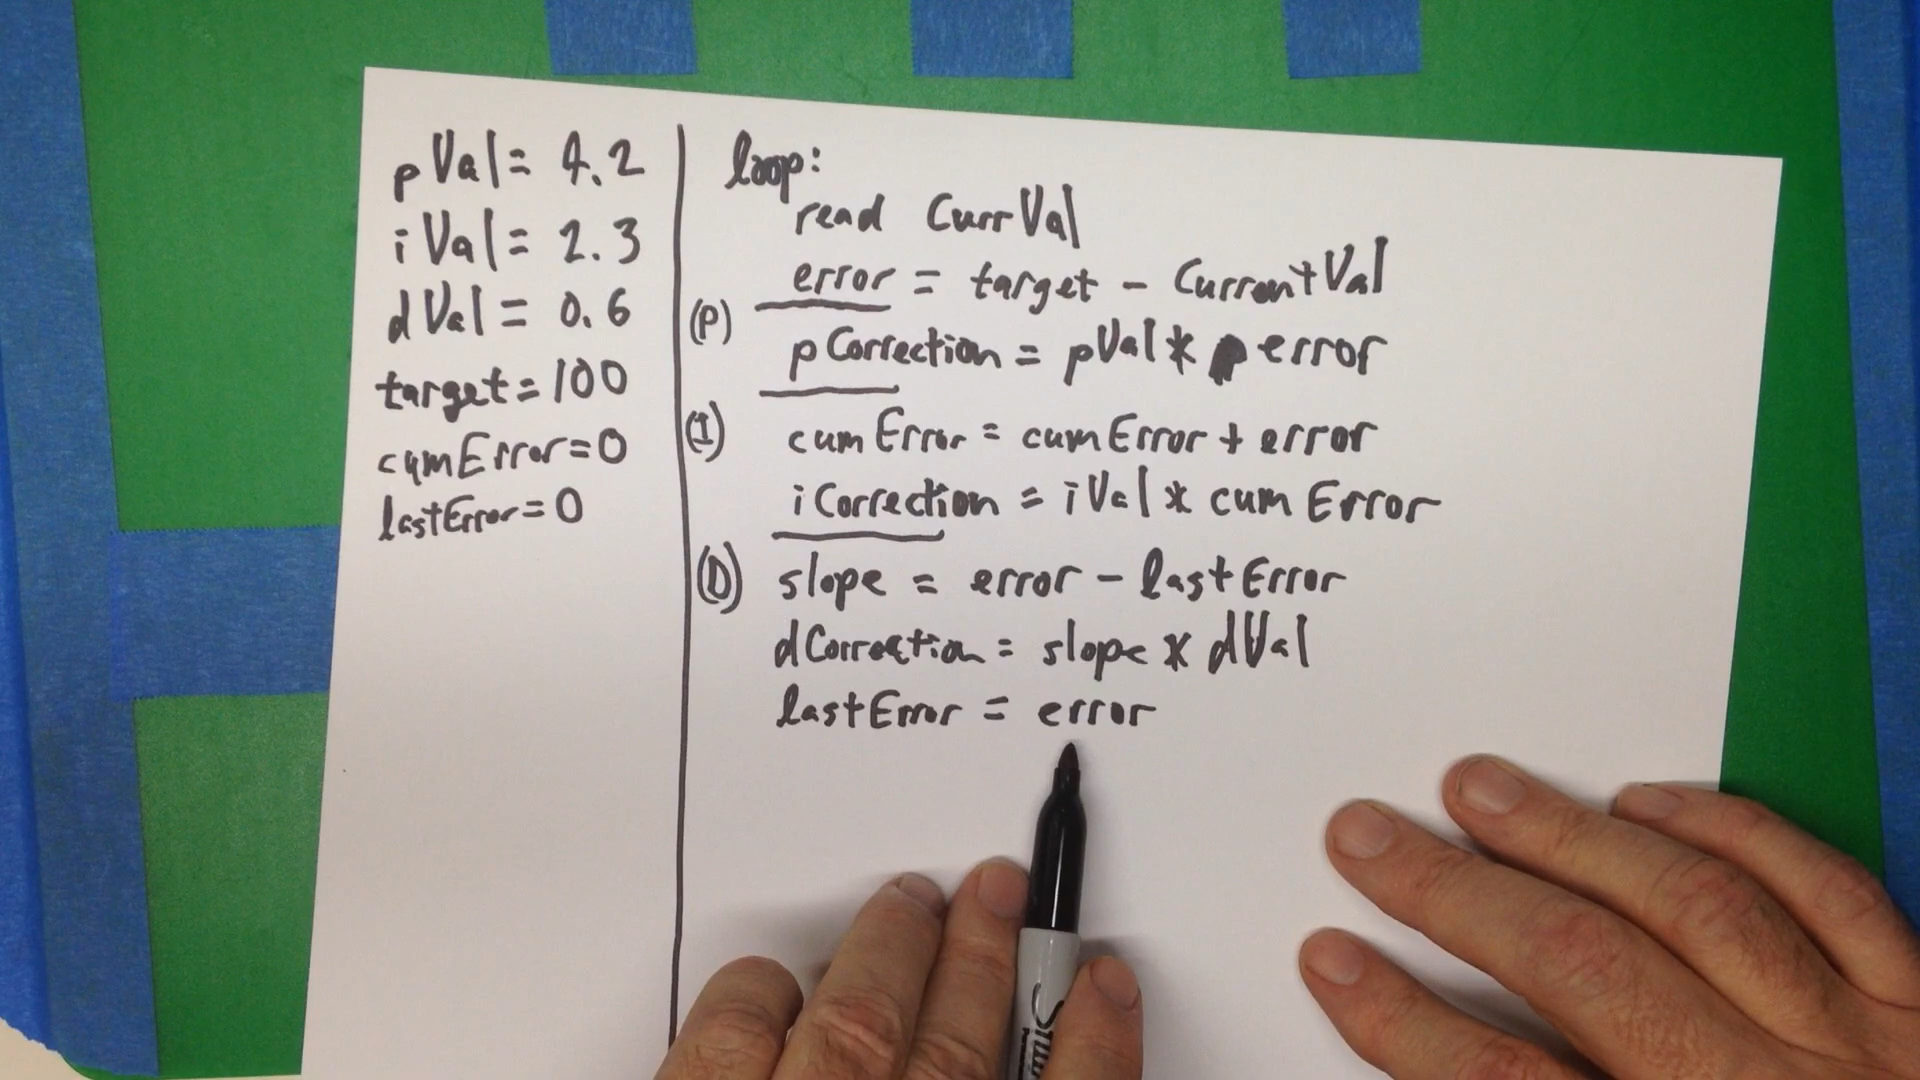 pVal = 4.2
iVal = 2.3
dVal = 0.6
target = 100
cumError = 0
lastError = 0
loop:
read CurrVal
error = target - CurrentVal
(P) pCorrection = pVal * error
(I) cumError = cumError + error
iCorrection = iVal * cumError
(D) slope = error - lastError
dCorrection = slope * dVal
lastError = error